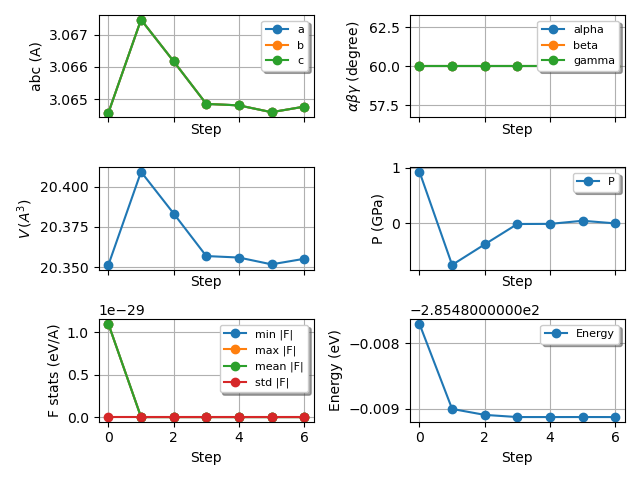 abc (A)
3.067
3.066
3.065
a
b
c
Step
αβγ (degree)
62.5
60.0
57.5
alpha
beta
gamma
Step
V (A³)
20.400
20.375
20.350
Step
P (GPa)
1
0
P
Step
1e−29
F stats (eV/A)
1.0
0.5
0.0
min |F|
max |F|
mean |F|
std |F|
0 2 4 6
Step
−2.8548000000e2
Energy (eV)
−0.008
−0.009
Energy
0 2 4 6
Step